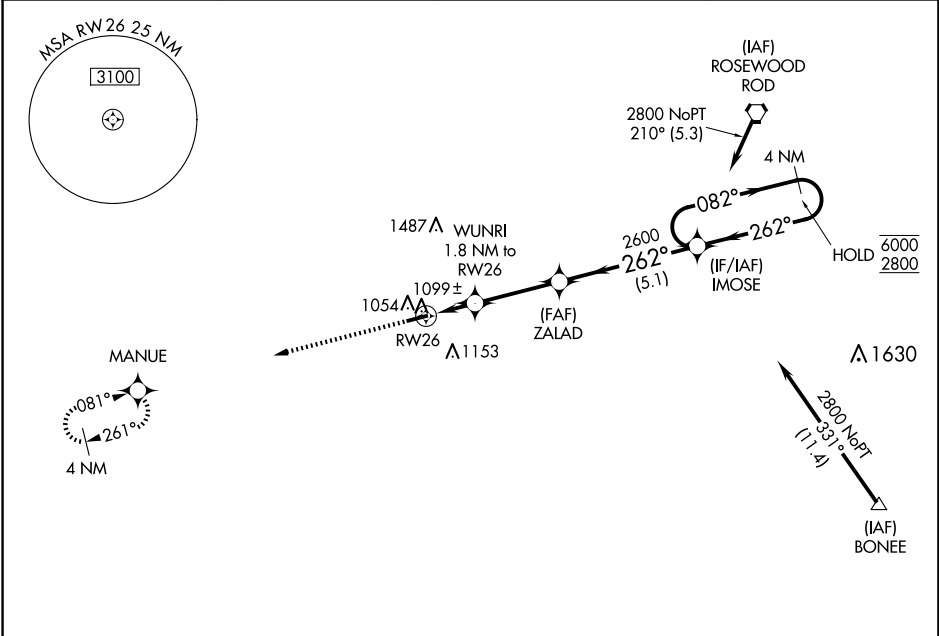 MSA RW 26 25 NM
3100
(IAF)
ROSEWOOD
ROD
2800 NoPT
210° (5.3)
4 NM
082°
262°
HOLD 6000
2800
(IF/IAF)
IMOSE
2600
262°
(5.1)
1487
WUNRI
1.8 NM to
RW26
1099 ±
1054
RW26
1153
(FAF)
ZALAD
MANUE
081°
261°
4 NM
1630
2800 NoPT
331°
(11.4)
(IAF)
BONEE